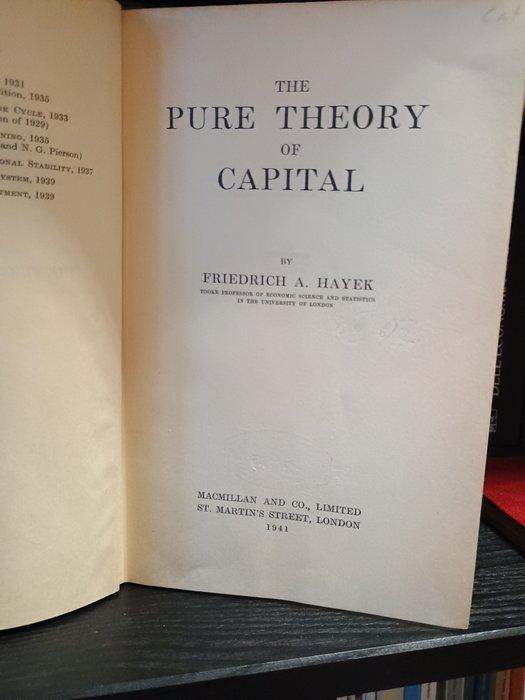 1931
ition, 1935
E CYCLE, 1933
n of 1929)
NING, 1935
and N. G. Pierson)
ONAL STABILITY, 1937
YSTEM, 1939
TMENT, 1939
THE
PURE THEORY
OF
CAPITAL
BY
FRIEDRICH A. HAYEK
TOOKE PROFESSOR OF ECONOMIC SCIENCE AND STATISTICS
IN THE UNIVERSITY OF LONDON
MACMILLAN AND CO., LIMITED
ST. MARTIN'S STREET, LONDON
1941